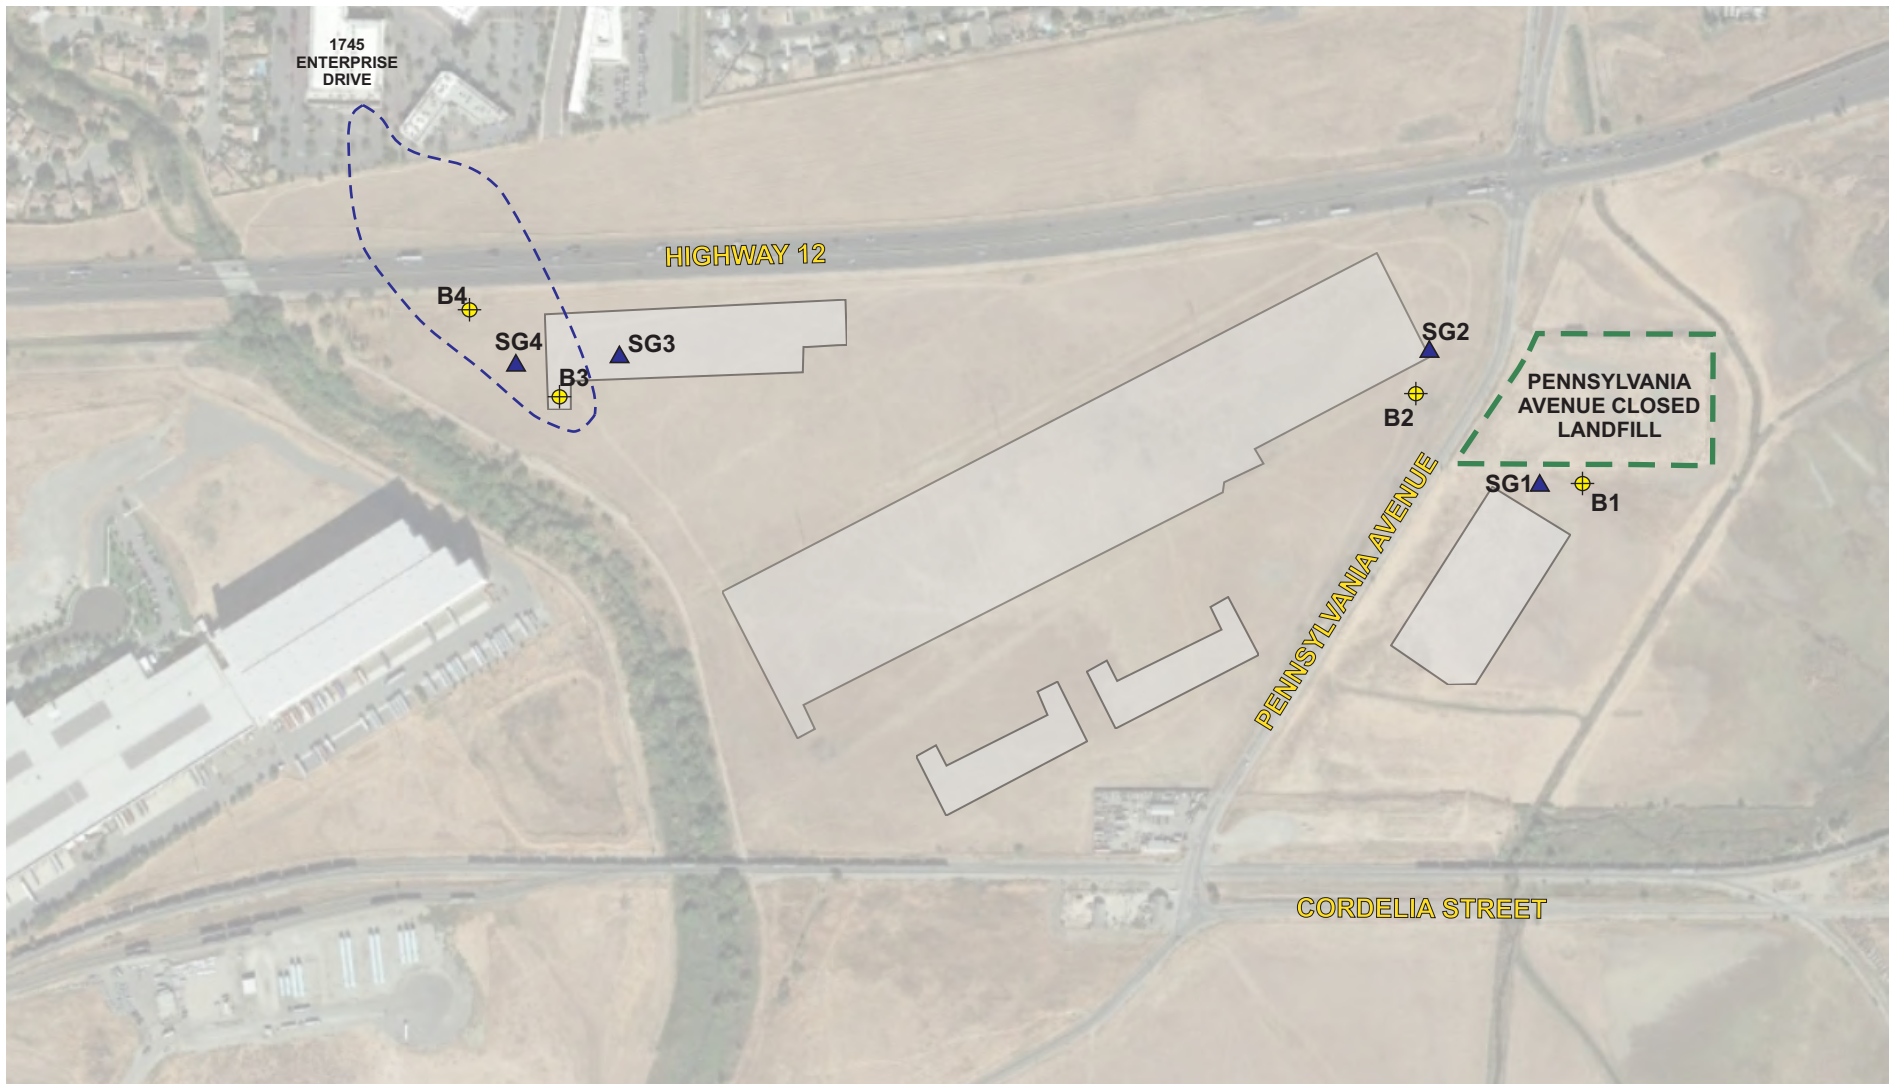 1745
ENTERPRISE
DRIVE
HIGHWAY 12
B4
SG4
SG3
B3
SG2
B2
PENNSYLVANIA
AVENUE CLOSED
LANDFILL
SG1
B1
PENNSYLVANIA AVENUE
CORDELIA STREET